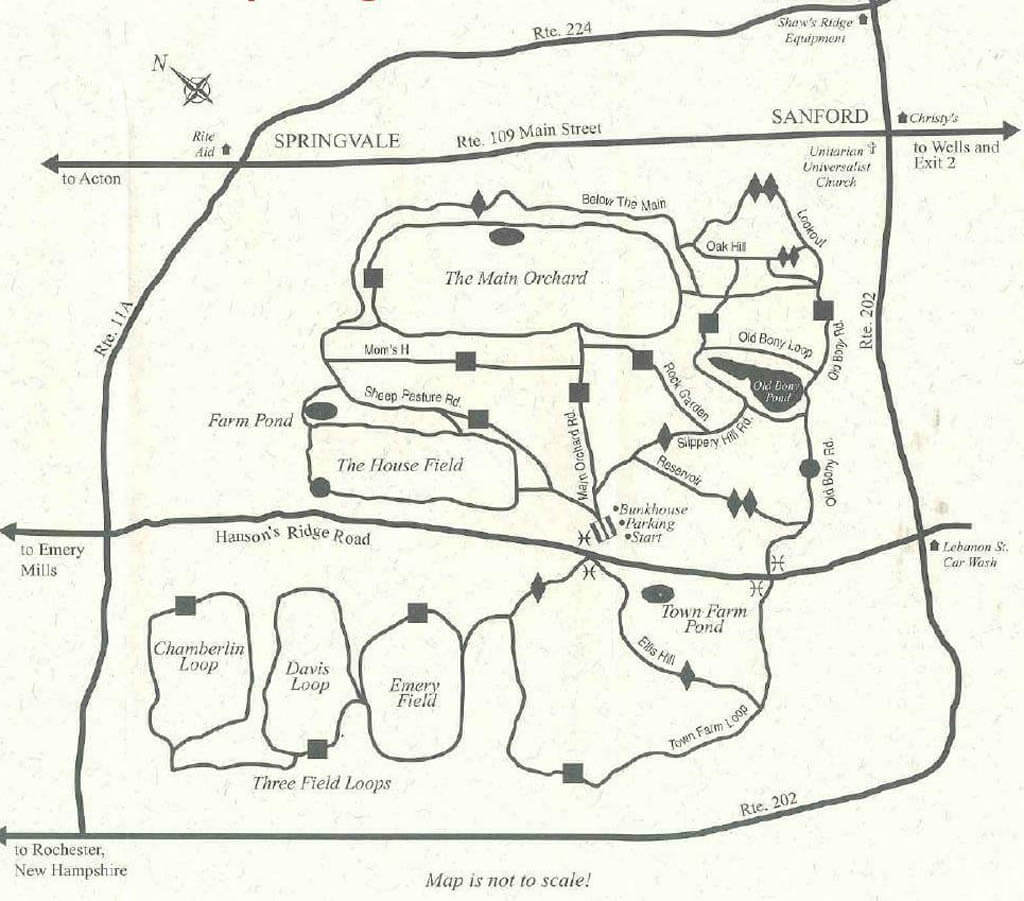 Rte. 224
Shaw's Ridge
Equipment
N
Rite
Aid
SPRINGVALE
Rte. 109 Main Street
SANFORD
Christy's
to Acton
Unitarian
Universalist
Church
to Wells and
Exit 2
Below The Main
Lookout
Oak Hill
The Main Orchard
Rte. 11A
Rte. 202
Old Bony Rd.
Old Bony Loop
Mom's H
Rock Garden
Old Bony
Pond
Sheep Pasture Rd.
Farm Pond
Main Orchard Rd.
Slippery Hill Rd.
The House Field
Reservoir
Old Bony Rd.
•Bunkhouse
•Parking
•Start
Hanson's Ridge Road
to Emery
Mills
Lebanon St.
Car Wash
Town Farm
Pond
Chamberlin
Loop
Davis
Loop
Emery
Field
Ellis Hill
Town Farm Loop
Three Field Loops
Rte. 202
to Rochester,
New Hampshire
Map is not to scale!